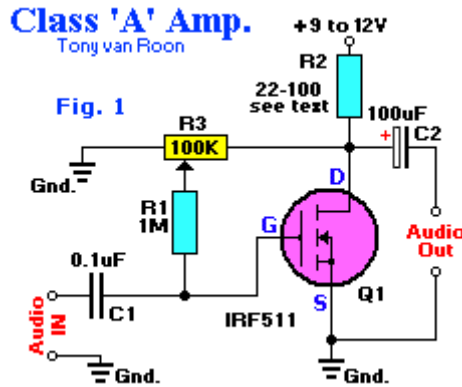 Class 'A' Amp.
Tony van Roon
+9 to 12V
R2
22-100
see text
Fig. 1
100uF
R3
+
C2
100K
D
Gnd.
R1
1M
G
Audio
Out
0.1uF
S
Q1
IRF511
C1
Audio
IN
Gnd.
Gnd.